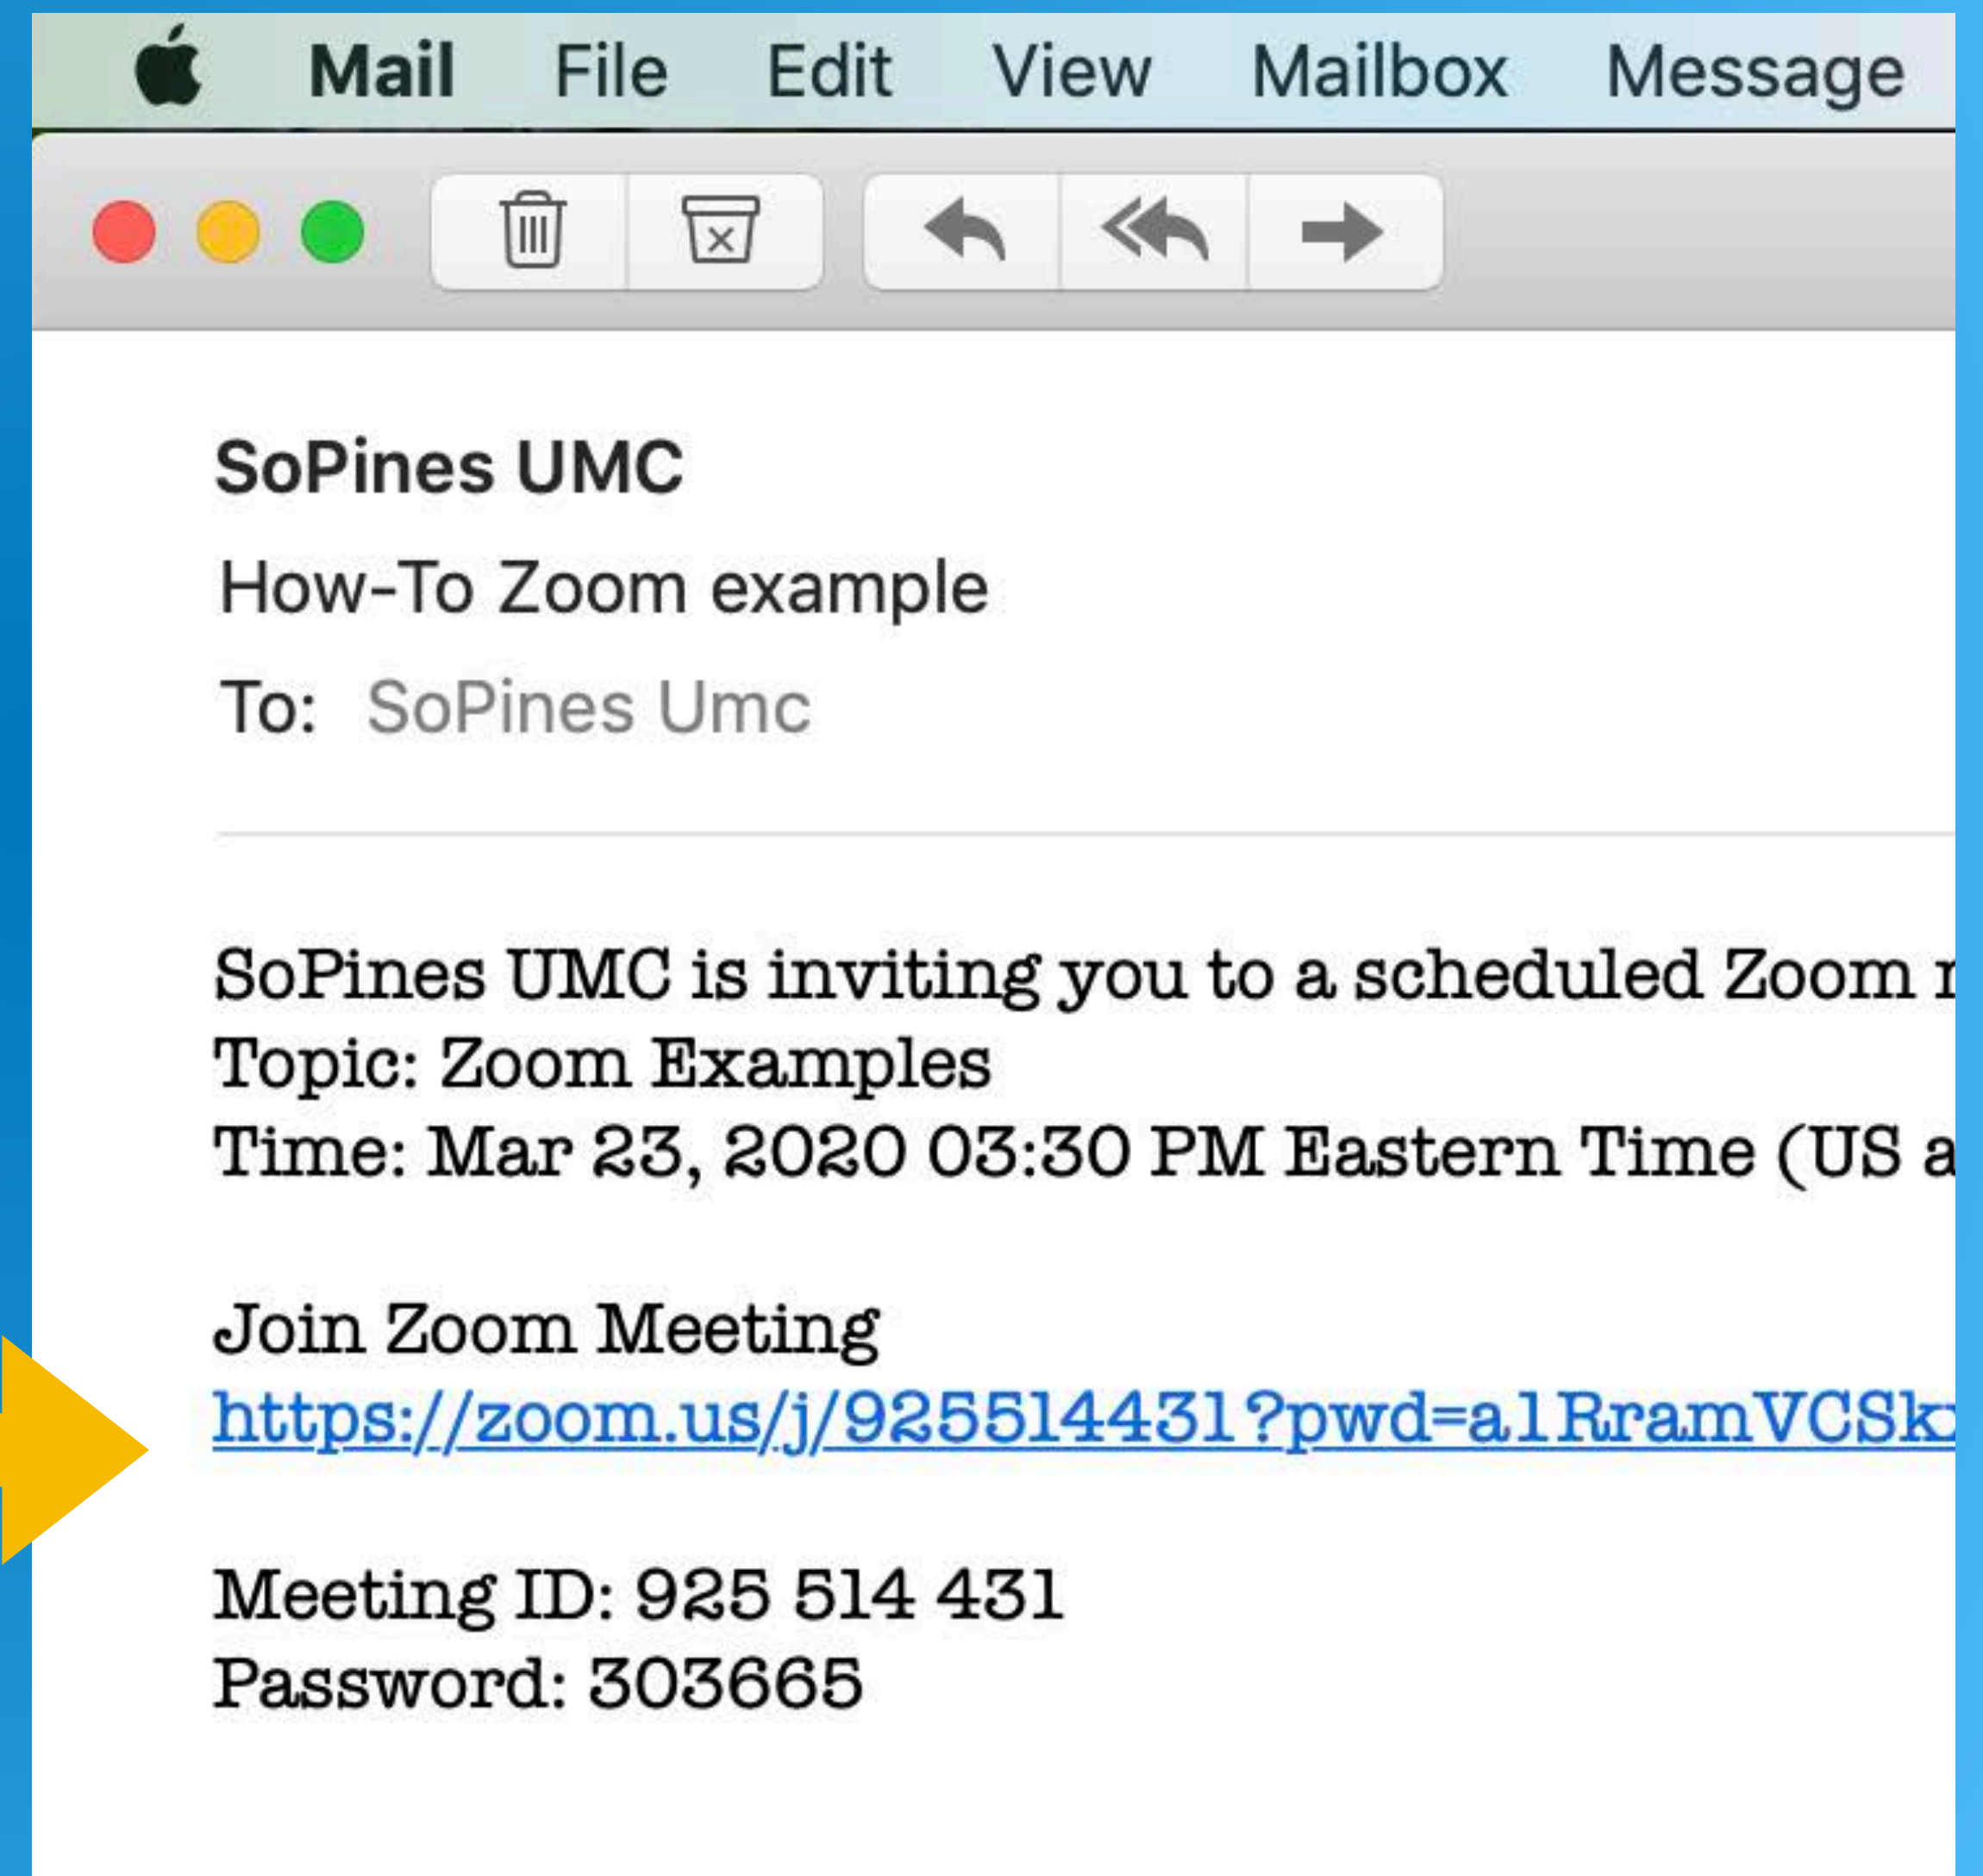 Mail File Edit View Mailbox Message
SoPines UMC
How-To Zoom example
To: SoPines Umc
SoPines UMC is inviting you to a scheduled Zoom
Topic: Zoom Examples
Time: Mar 23, 2020 03:30 PM Eastern Time (US
Join Zoom Meeting
https://zoom.us/j/925514431?pwd=a1RramVCSk
Meeting ID: 925 514 431
Password: 303665